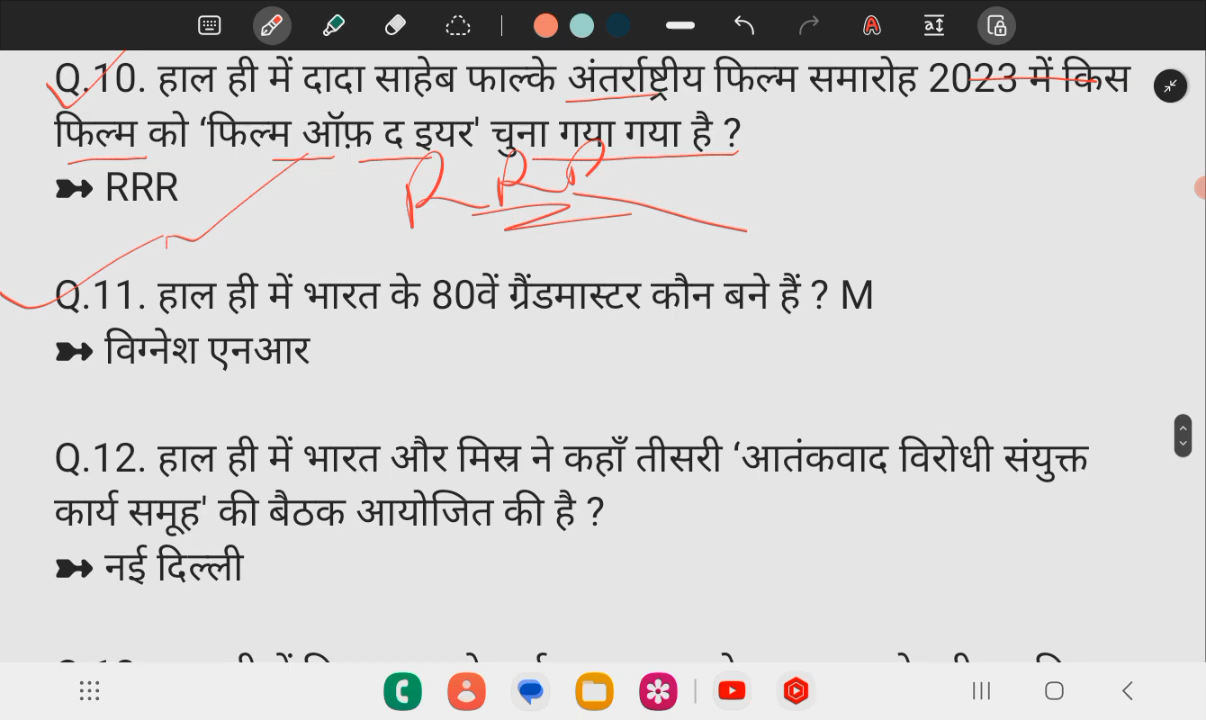 Q.10. हाल ही में दादा साहेब फाल्के अंतर्राष्ट्रीय फिल्म समारोह 2023 में किस
फिल्म को ‘फिल्म ऑफ़ द इयर' चुना गया गया है ?
➳ RRR
RRR
Q.11. हाल ही में भारत के 80वें ग्रैंडमास्टर कौन बने हैं ? M
➳ विग्नेश एनआर
Q.12. हाल ही में भारत और मिस्र ने कहाँ तीसरी ‘आतंकवाद विरोधी संयुक्त
कार्य समूह' की बैठक आयोजित की है ?
➳ नई दिल्ली